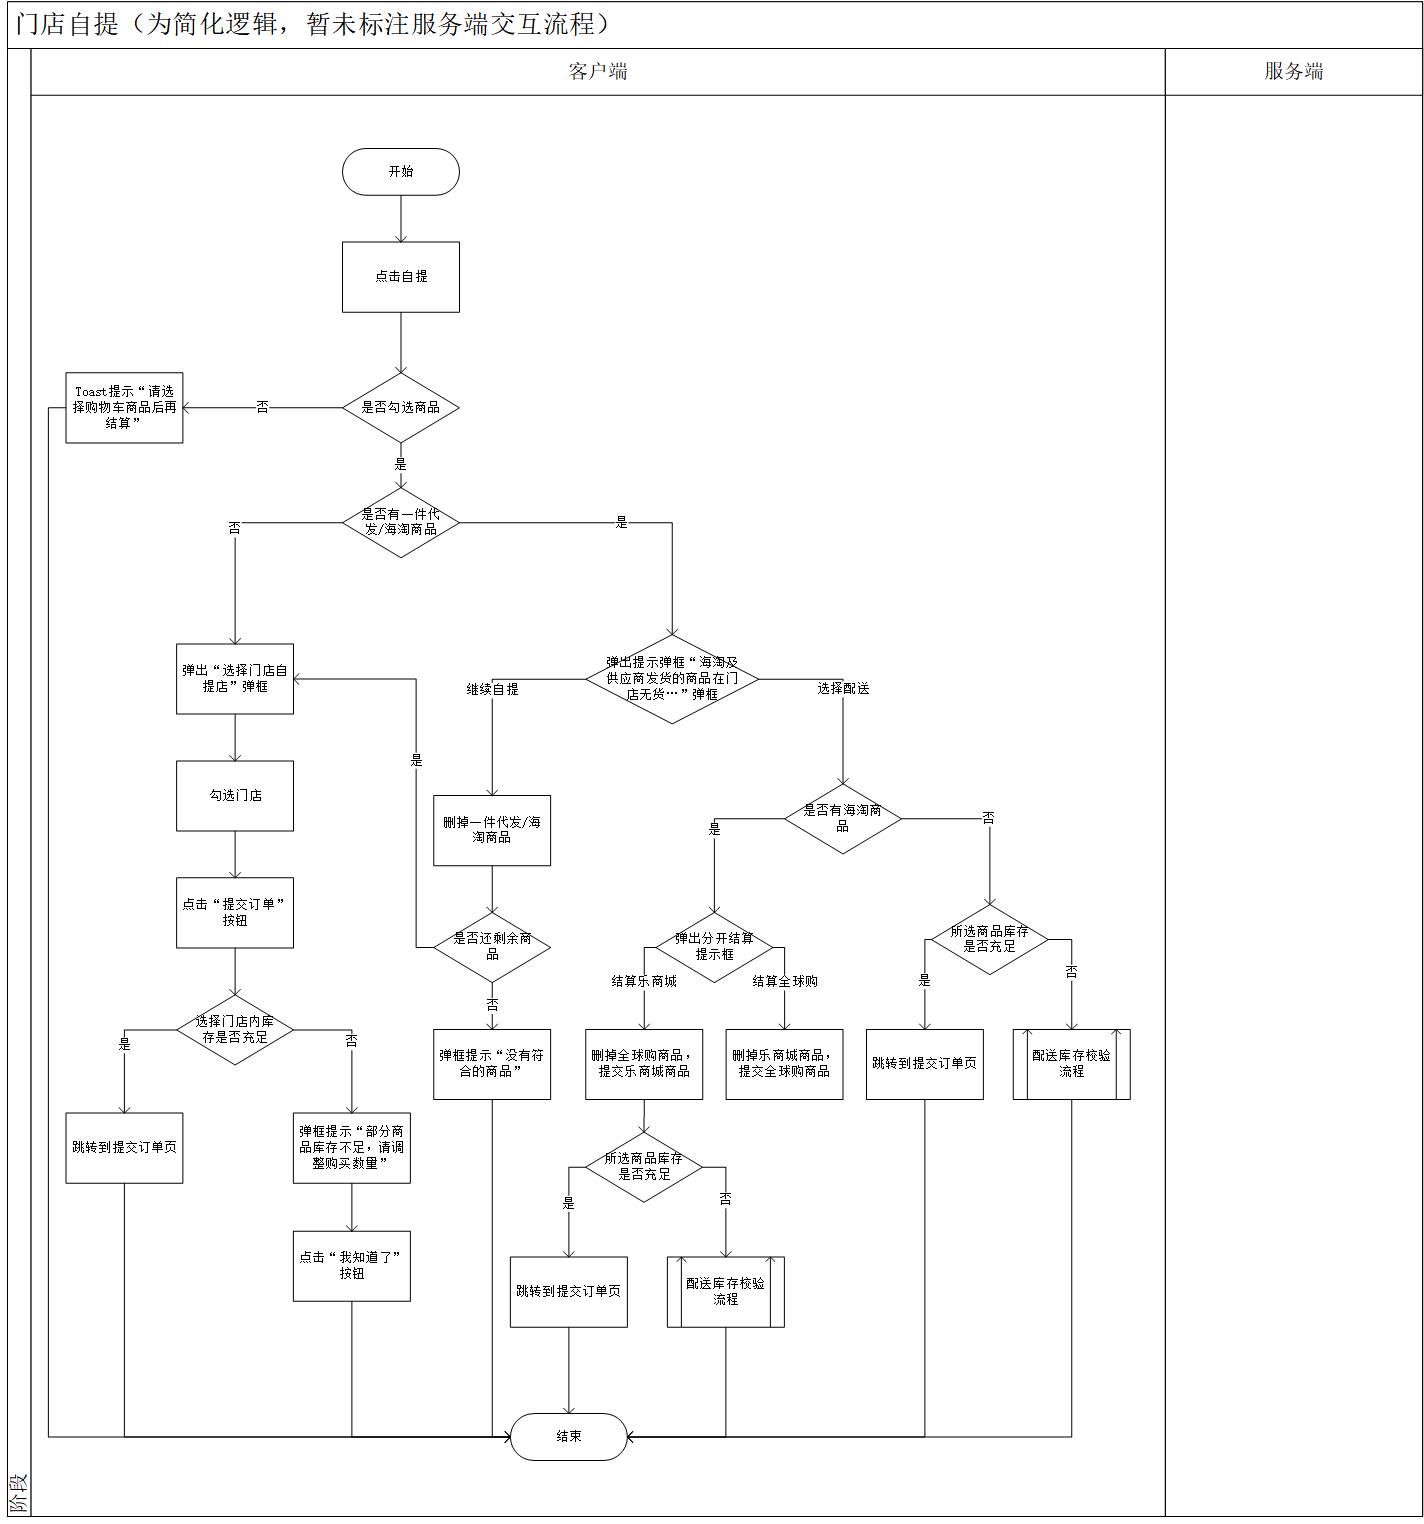 门店自提（为简化逻辑，暂未标注服务端交互流程）
客户端
服务端
开始
点击自提
是否勾选商品
否
Toast提示“请选
择购物车商品后再
结算”
是
是否有一件代
发/海淘商品
否
是
弹出“选择门店自
提店”弹框
弹出提示弹框“海淘及
供应商发货的商品在门
店无货…”弹框
继续自提
选择配送
是
勾选门店
删掉一件代发/海
淘商品
是否有海淘商
品
是
否
点击“提交订单”
按钮
是否还剩余商
品
弹出分开结算
提示框
所选商品库存
是否充足
结算乐商城
结算全球购
是
否
否
选择门店内库
存是否充足
是
否
弹框提示“没有符
合的商品”
删掉全球购商品，
提交乐商城商品
删掉乐商城商品，
提交全球购商品
跳转到提交订单页
配送库存校验
流程
跳转到提交订单页
弹框提示“部分商
品库存不足，请调
整购买数量”
所选商品库存
是否充足
是
否
点击“我知道了”
按钮
跳转到提交订单页
配送库存校验
流程
结束
阶段